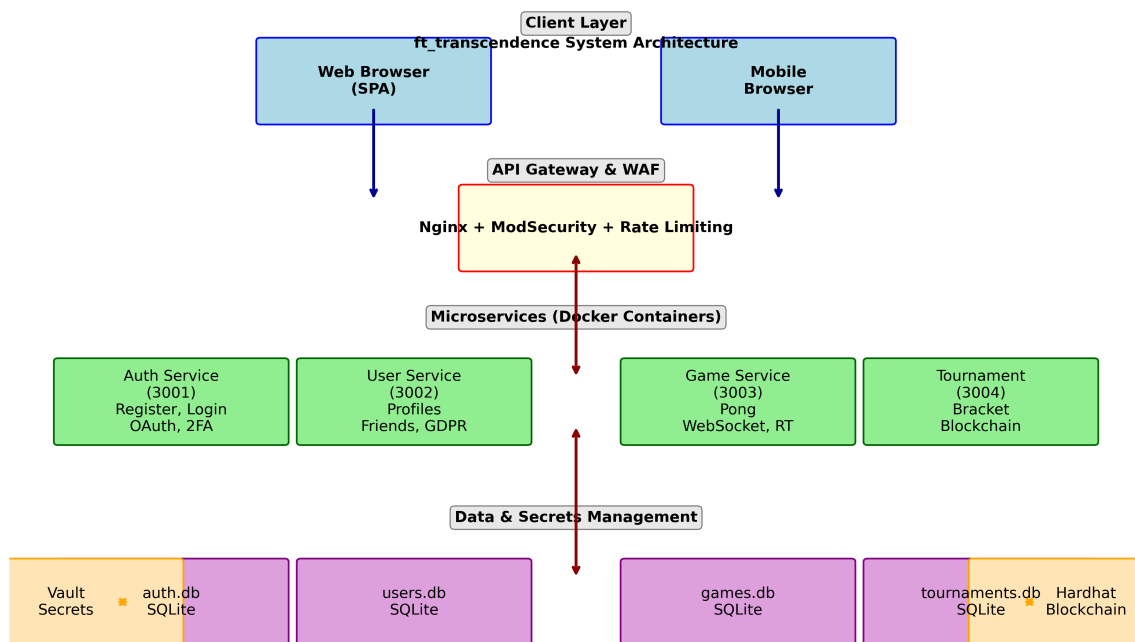 Client Layer
ft_transcendence System Architecture
Web Browser
(SPA)
Mobile
Browser
API Gateway & WAF
Nginx + ModSecurity + Rate Limiting
Microservices (Docker Containers)
Auth Service
(3001)
Register, Login
OAuth, 2FA
User Service
(3002)
Profiles
Friends, GDPR
Game Service
(3003)
Pong
WebSocket, RT
Tournament
(3004)
Bracket
Blockchain
Data & Secrets Management
Vault
Secrets
auth.db
SQLite
users.db
SQLite
games.db
SQLite
tournaments.db
SQLite
Hardhat
Blockchain